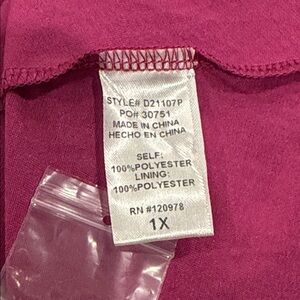 STYLE# D21107P
PO# 30751
MADE IN CHINA
HECHO EN CHINA
SELF:
100%POLYESTER
LINING:
100%POLYESTER
RN #120978
1X